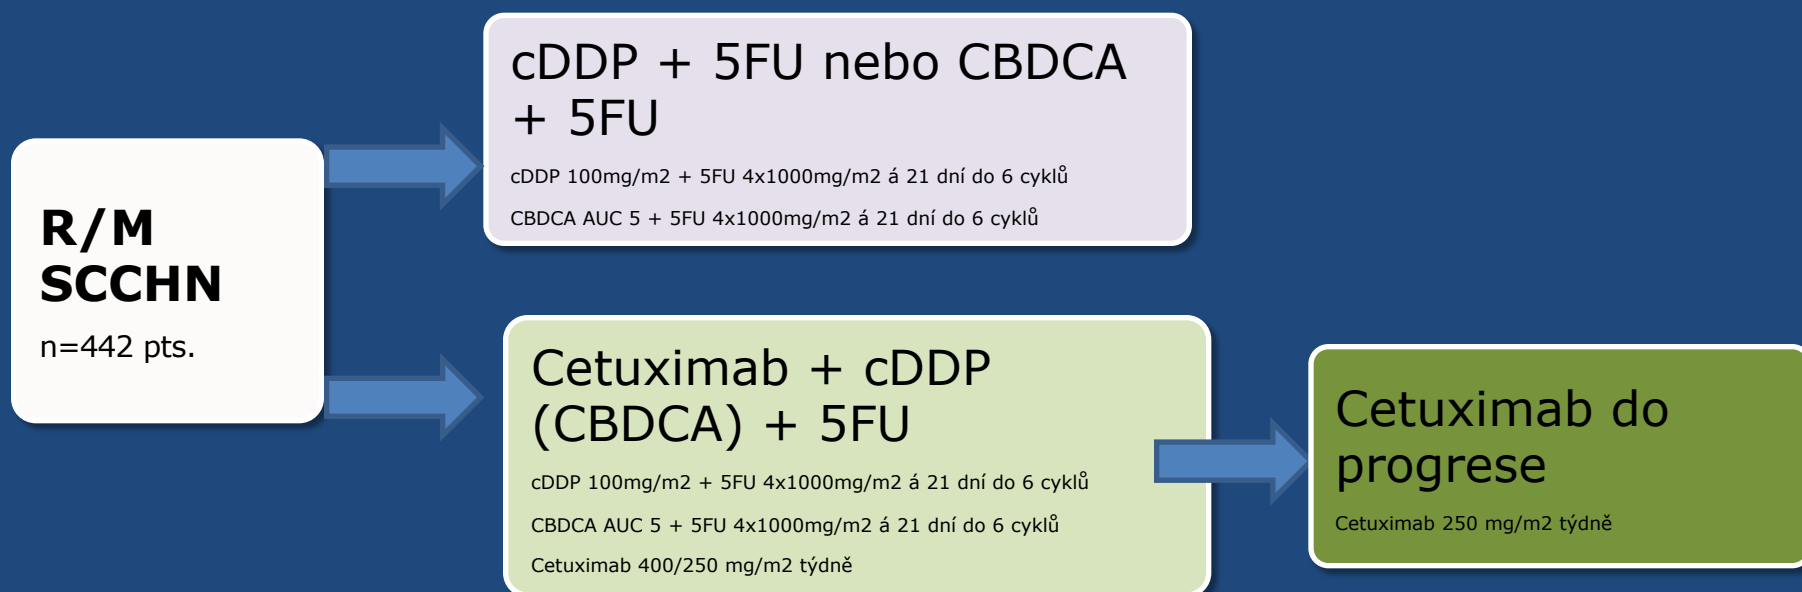 R/M
SCCHN
n=442 pts.
cDDP + 5FU nebo CBDCA
+ 5FU
cDDP 100mg/m2 + 5FU 4x1000mg/m2 á 21 dní do 6 cyklů
CBDCA AUC 5 + 5FU 4x1000mg/m2 á 21 dní do 6 cyklů
Cetuximab + cDDP
(CBDCA) + 5FU
cDDP 100mg/m2 + 5FU 4x1000mg/m2 á 21 dní do 6 cyklů
CBDCA AUC 5 + 5FU 4x1000mg/m2 á 21 dní do 6 cyklů
Cetuximab 400/250 mg/m2 týdně
Cetuximab do
progrese
Cetuximab 250 mg/m2 týdně